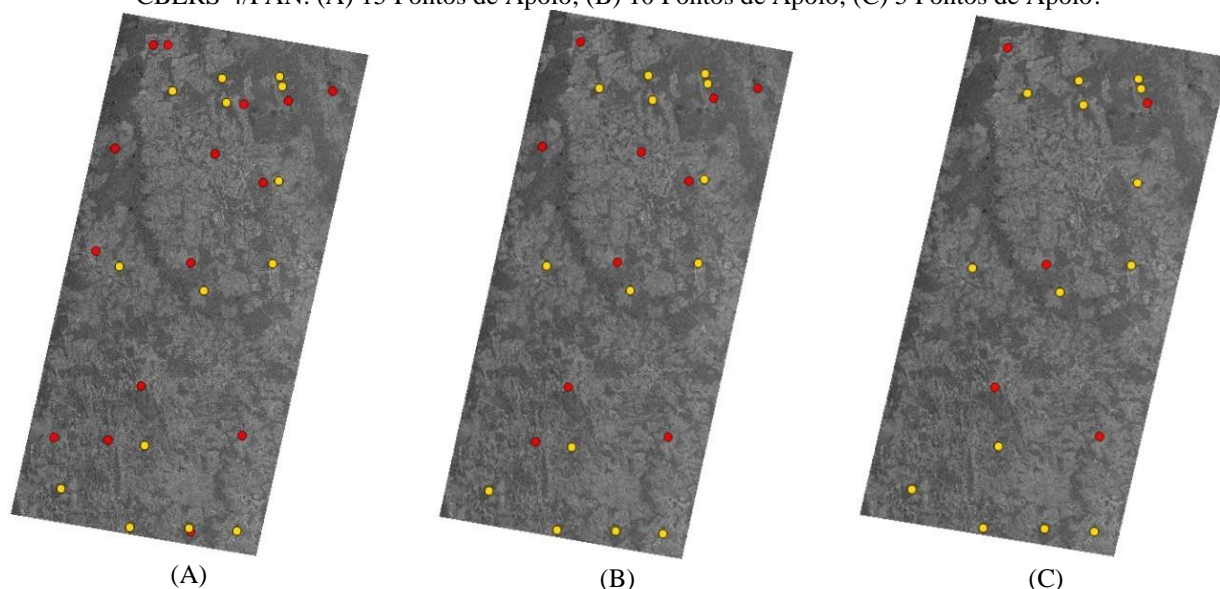 CBERS-4/PAN: (A) 15 Pontos de Apoio; (B) 10 Pontos de Apoio; (C) 5 Pontos de Apoio.
(A)
(B)
(C)